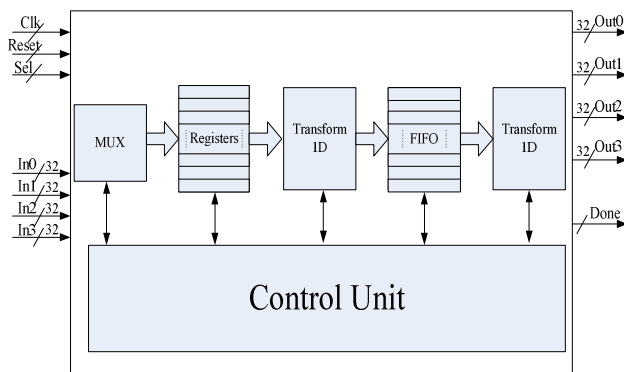 Clk
Reset
Sel
In0 32
In1 32
In2 32
In3 32
MUX
Registers
Transform
1D
FIFO
Transform
1D
Control Unit
32 Out0
32 Out1
32 Out2
32 Out3
Done